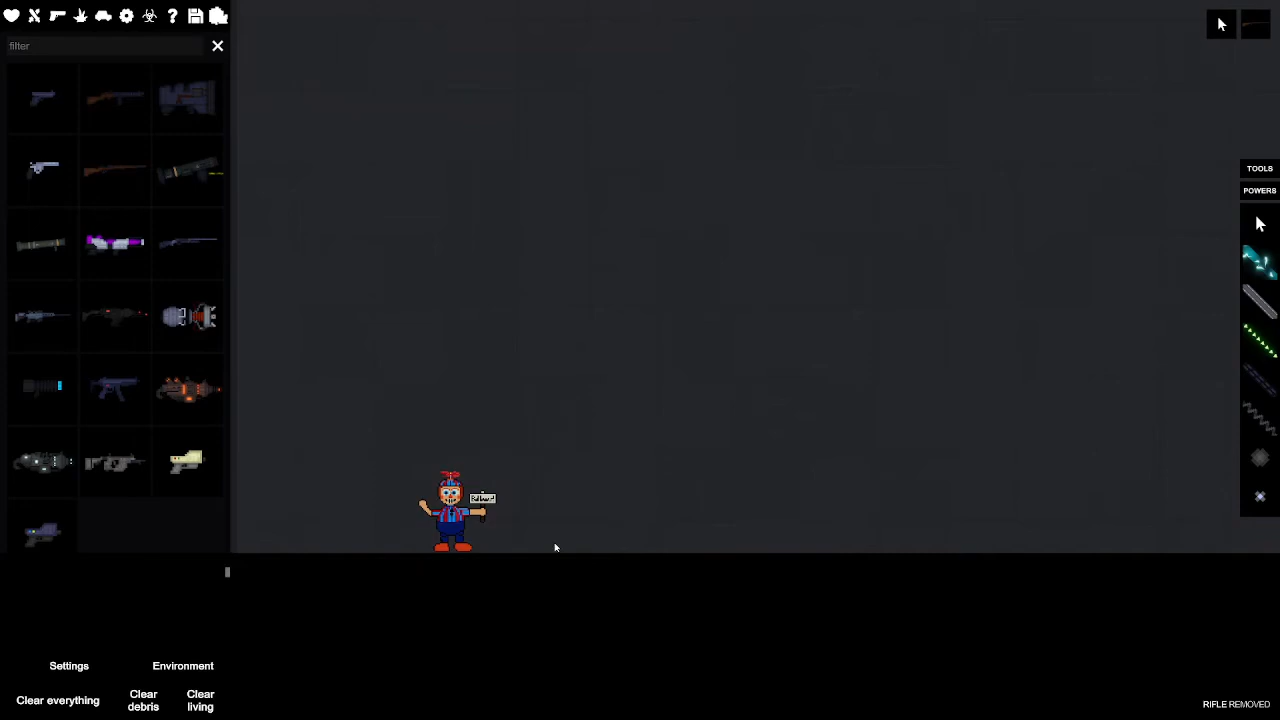 filter
TOOLS
POWERS
Settings
Environment
Clear everything
Clear debris
Clear living
RIFLE REMOVED